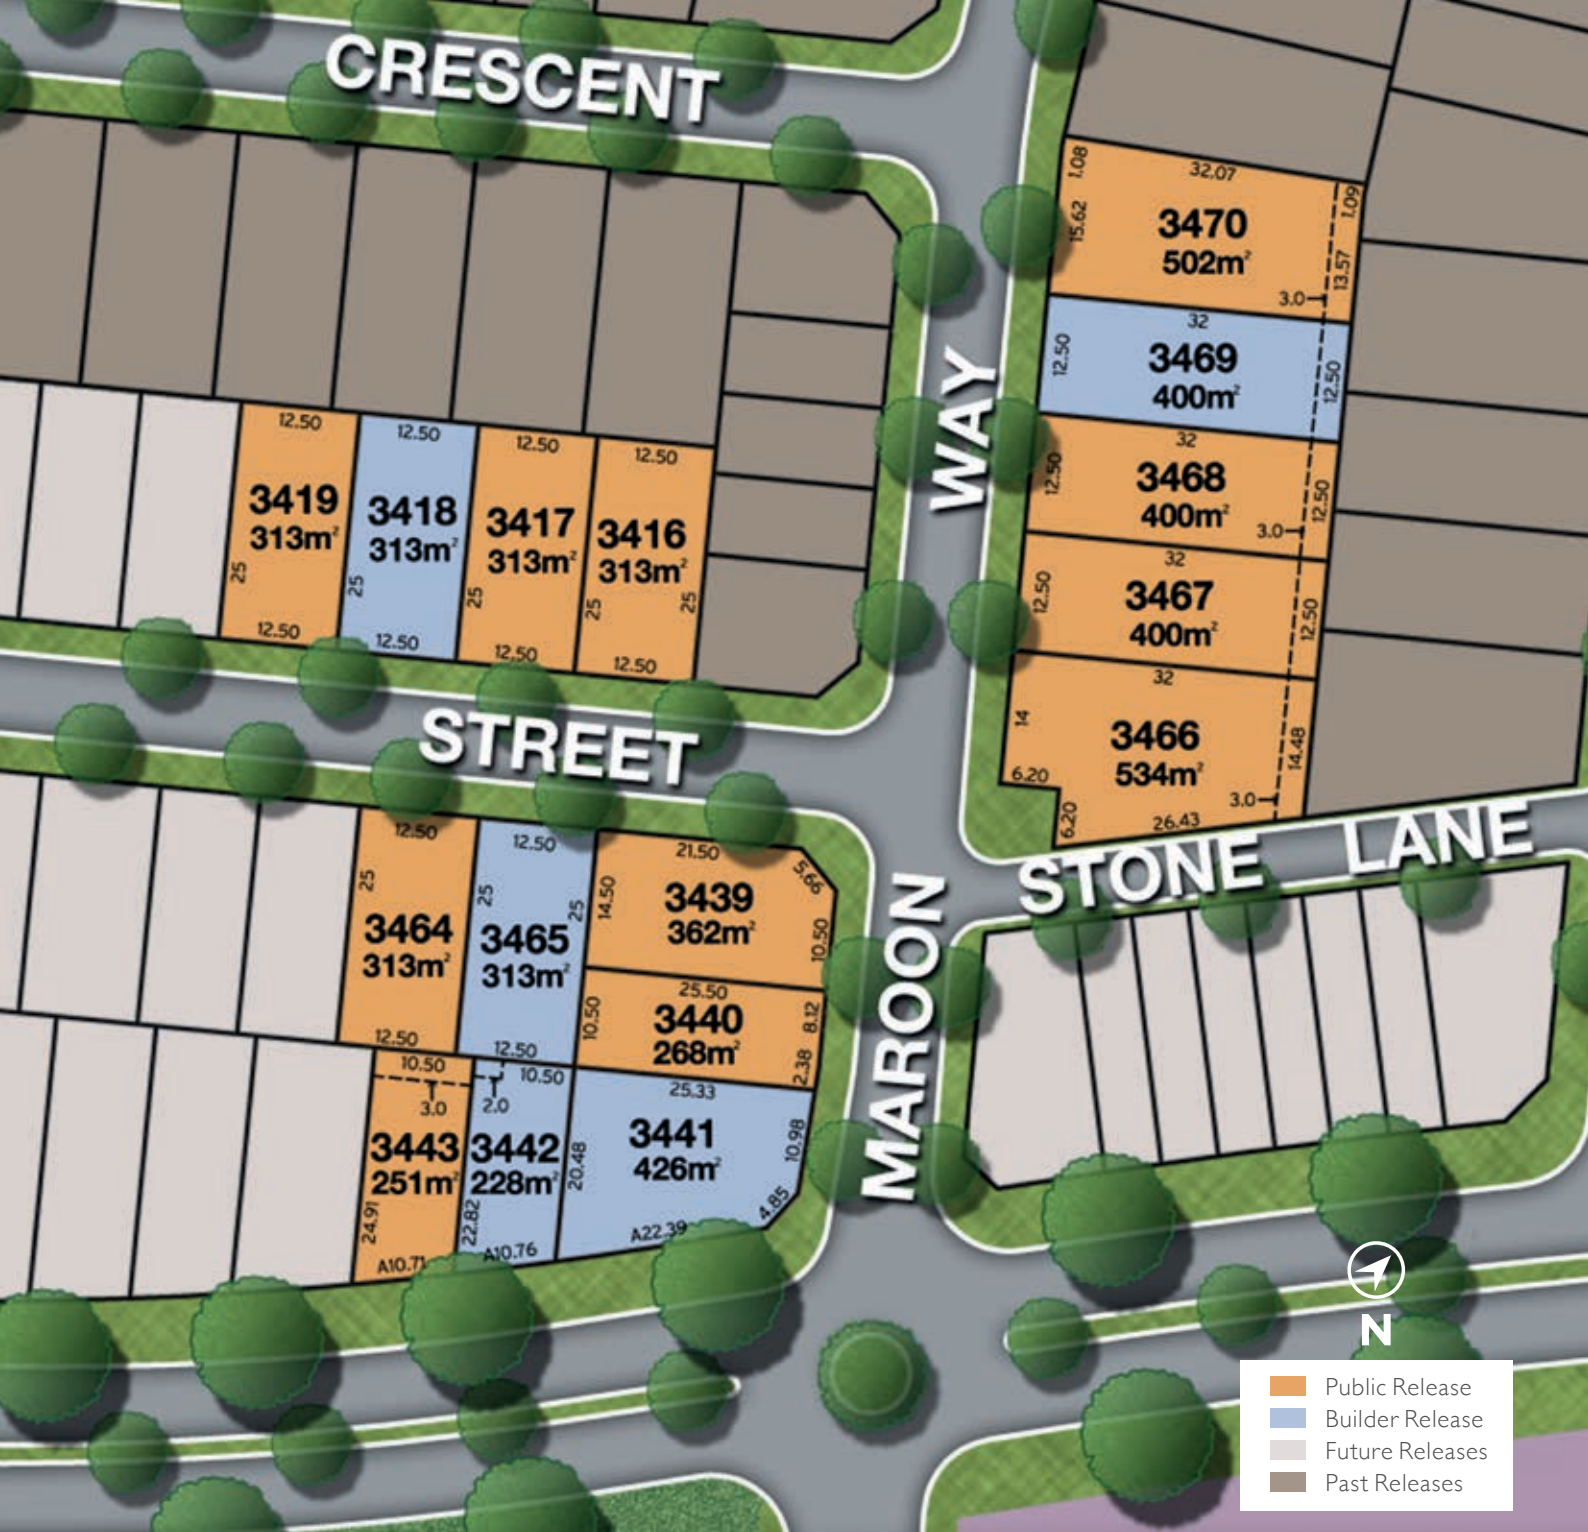 CRESCENT
WAY
STREET
MAROON
STONE LANE
1.08
32.07
1.09
15.62
3470
502m²
13.57
3.0
32
12.50
3469
400m²
12.50
32
12.50
3468
400m²
12.50
3.0
32
12.50
3467
400m²
12.50
32
14
3466
534m²
14.48
6.20
3.0
6.20
26.43
12.50
3419
313m²
25
12.50
12.50
3418
313m²
25
12.50
12.50
3417
313m²
25
12.50
12.50
3416
313m²
25
25
12.50
12.50
25
3464
313m²
12.50
12.50
25
25
3465
313m²
12.50
21.50
5.66
14.50
3439
362m²
10.50
25.50
10.50
3440
268m²
8.12
2.38
10.50
3.0
3443
251m²
24.91
A10.71
10.50
2.0
3442
228m²
22.82
A10.76
25.33
3441
426m²
20.48
10.98
4.85
A22.39
N
Public Release
Builder Release
Future Releases
Past Releases